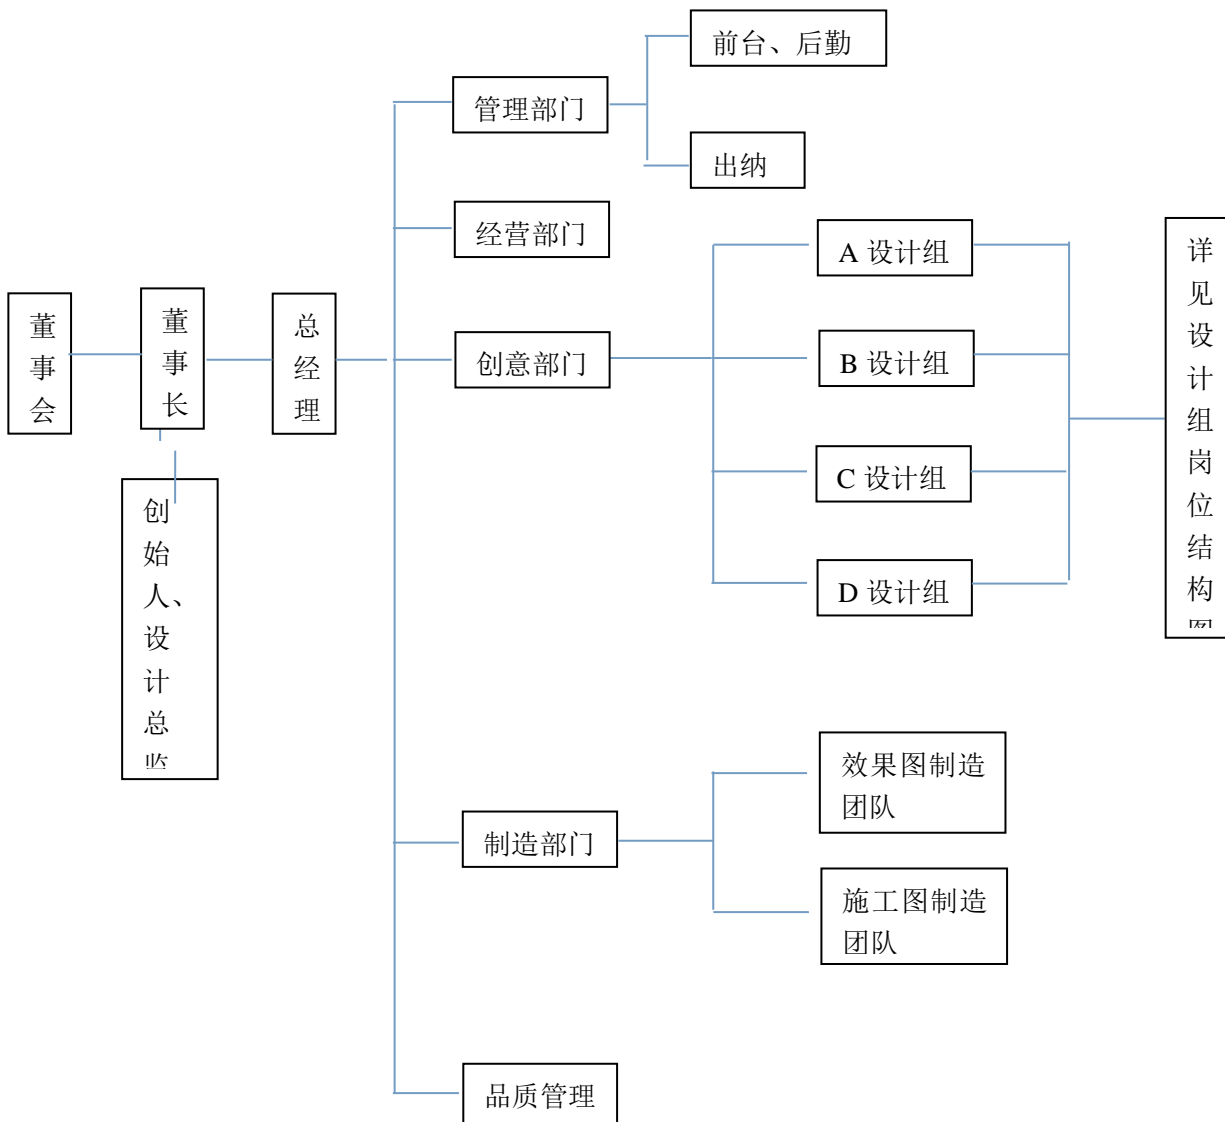 前台、后勤
管理部门
出纳
经营部门
A 设计组
董事会
董事长
总经理
创意部门
B 设计组
详见设计组岗位结构图
C 设计组
创始人、设计总监
D 设计组
效果图制造
团队
制造部门
施工图制造
团队
品质管理